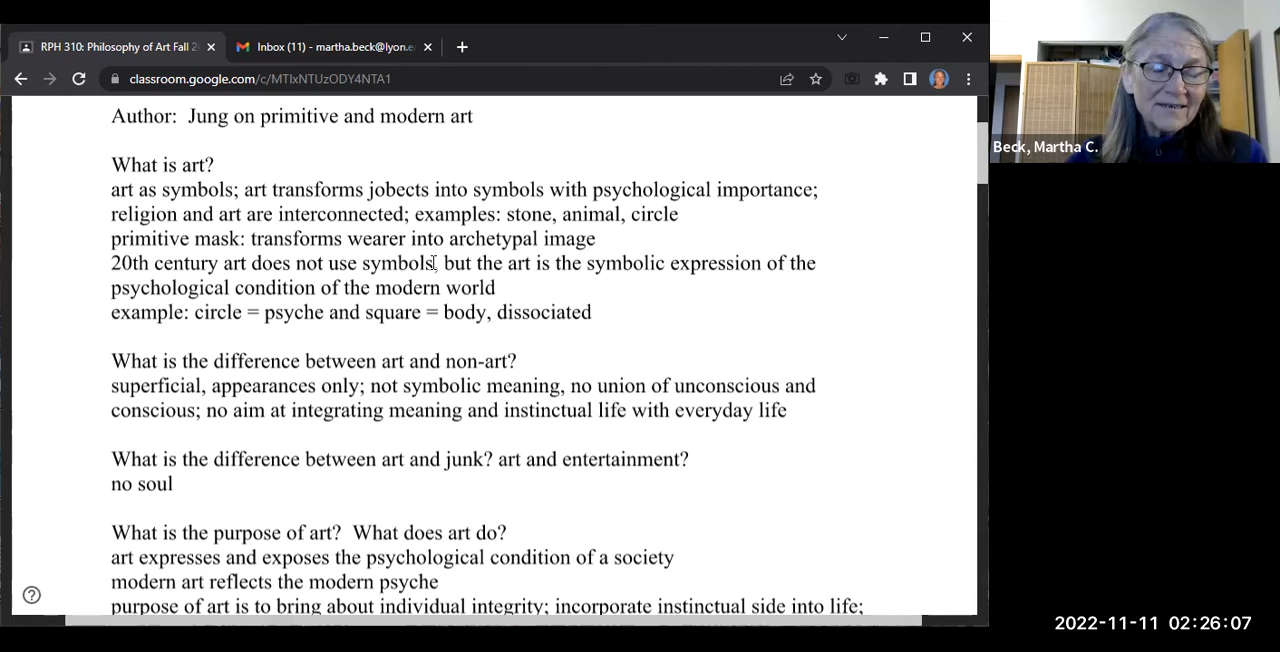 RPH 310: Philosophy of Art Fall 2
Inbox (11) - martha.beck@lyon.e
classroom.google.com/c/MTIxNTUzODY4NTA1
Author: Jung on primitive and modern art
What is art?
art as symbols; art transforms jobects into symbols with psychological importance;
religion and art are interconnected; examples: stone, animal, circle
primitive mask: transforms wearer into archetypal image
20th century art does not use symbols, but the art is the symbolic expression of the
psychological condition of the modern world
example: circle = psyche and square = body, dissociated
What is the difference between art and non-art?
superficial, appearances only; not symbolic meaning, no union of unconscious and
conscious; no aim at integrating meaning and instinctual life with everyday life
What is the difference between art and junk? art and entertainment?
no soul
What is the purpose of art? What does art do?
art expresses and exposes the psychological condition of a society
modern art reflects the modern psyche
purpose of art is to bring about individual integrity; incorporate instinctual side into life;
Beck, Martha C.
2022-11-11 02:26:07